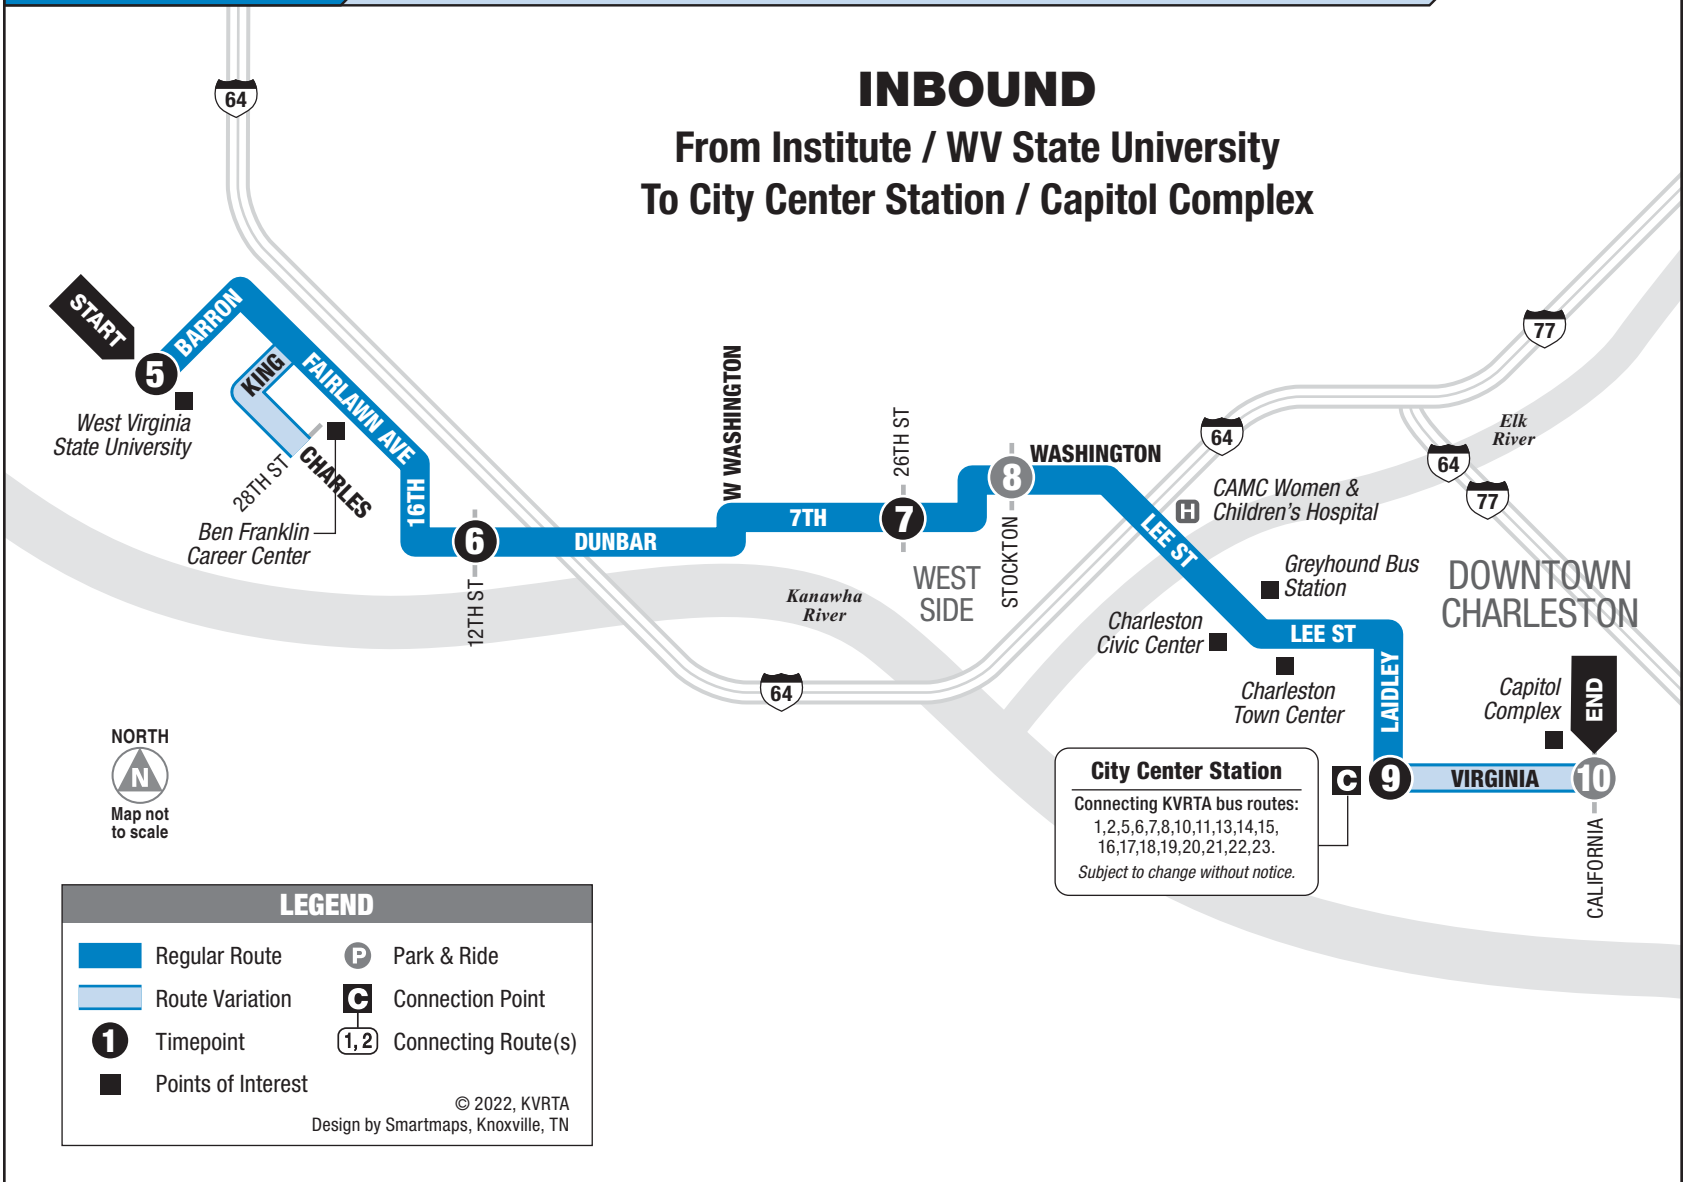 INBOUND
From Institute / WV State University
To City Center Station / Capitol Complex
64
START
5
BARRON
West Virginia
State University
KING
FAIRLAWN AVE
28TH ST
CHARLES
Ben Franklin
Career Center
16TH
6
12TH ST
DUNBAR
W WASHINGTON
7TH
7
26TH ST
WEST
SIDE
8
STOCKTON
WASHINGTON
Kanawha
River
64
64
77
Elk
River
64
77
H
CAMC Women &
Children's Hospital
LEE ST
Greyhound Bus
Station
DOWNTOWN
CHARLESTON
Charleston
Civic Center
LEE ST
Charleston
Town Center
LAIDLEY
Capitol
Complex
END
City Center Station
Connecting KVRTA bus routes:
1,2,5,6,7,8,10,11,13,14,15,
16,17,18,19,20,21,22,23.
Subject to change without notice.
C
9
VIRGINIA
10
CALIFORNIA
NORTH
N
Map not
to scale
LEGEND
Regular Route
P Park & Ride
Route Variation
C Connection Point
1 Timepoint
1, 2 Connecting Route(s)
Points of Interest
© 2022, KVRTA
Design by Smartmaps, Knoxville, TN